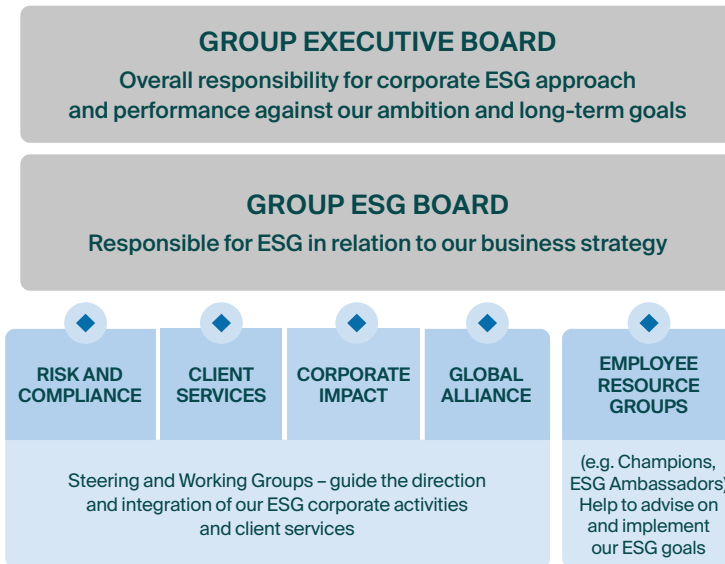 GROUP EXECUTIVE BOARD
Overall responsibility for corporate ESG approach
and performance against our ambition and long-term goals
GROUP ESG BOARD
Responsible for ESG in relation to our business strategy
RISK AND
COMPLIANCE
CLIENT
SERVICES
CORPORATE
IMPACT
GLOBAL
ALLIANCE
EMPLOYEE
RESOURCE
GROUPS
Steering and Working Groups – guide the direction
and integration of our ESG corporate activities
and client services
(e.g. Champions,
ESG Ambassadors)
Help to advise on
and implement
our ESG goals